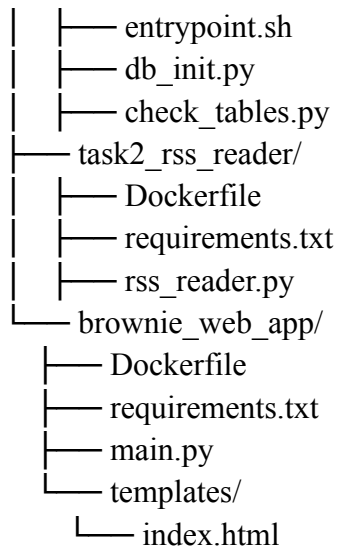 │ ├── entrypoint.sh
│ ├── db_init.py
│ ├── check_tables.py
├── task2_rss_reader/
│ ├── Dockerfile
│ ├── requirements.txt
│ ├── rss_reader.py
└── brownie_web_app/
├── Dockerfile
├── requirements.txt
├── main.py
└── templates/
└── index.html